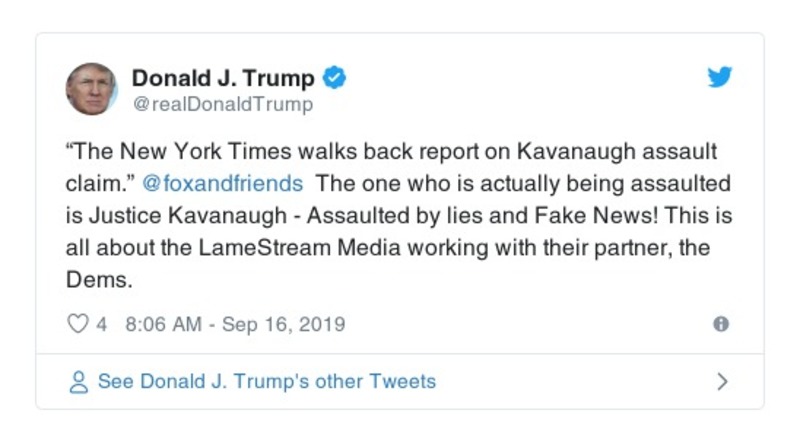 Donald J. Trump
@realDonaldTrump
“The New York Times walks back report on Kavanaugh assault
claim.” @foxandfriends  The one who is actually being assaulted
is Justice Kavanaugh - Assaulted by lies and Fake News! This is
all about the LameStream Media working with their partner, the
Dems.
4 8:06 AM - Sep 16, 2019
See Donald J. Trump's other Tweets